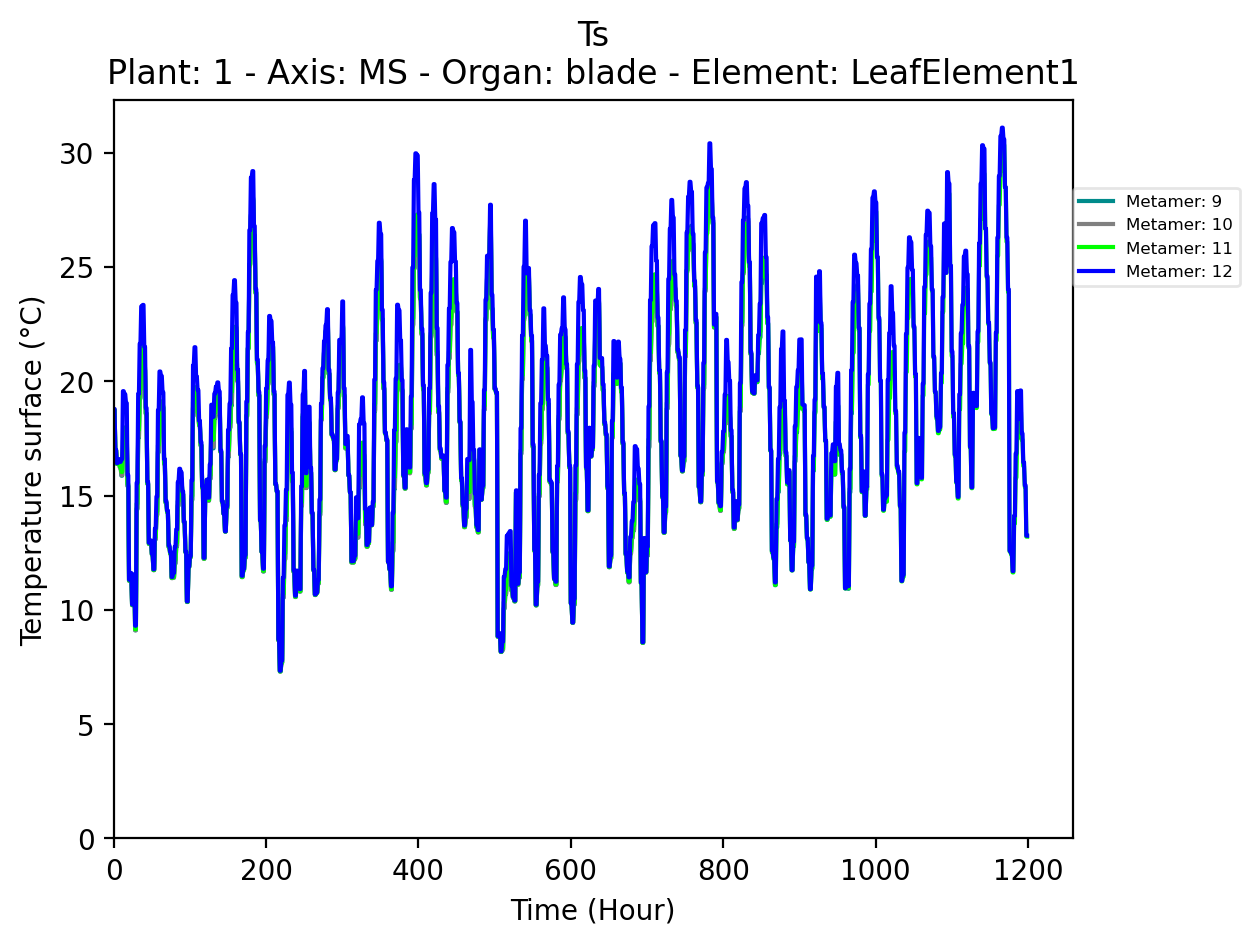 Ts
Plant: 1 - Axis: MS - Organ: blade - Element: LeafElement1
30
25
20
15
10
5
0
Temperature surface (°C)
0 200 400 600 800 1000 1200
Time (Hour)
Metamer: 9
Metamer: 10
Metamer: 11
Metamer: 12